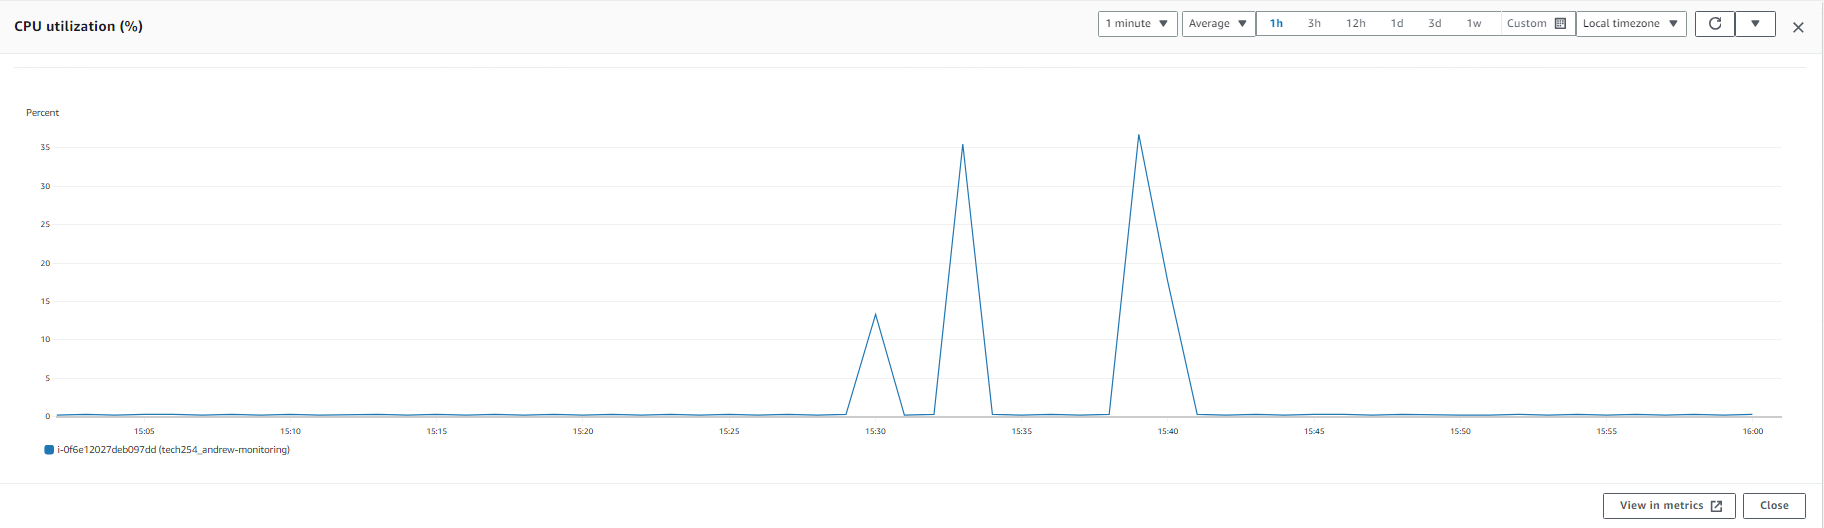 CPU utilization (%)
1 minute Average 1h 3h 12h 1d 3d 1w Custom Local timezone
Percent
35
30
25
20
15
10
5
0
15:05 15:10 15:15 15:20 15:25 15:30 15:35 15:40 15:45 15:50 15:55 16:00
i-0f6e12027deb097dd (tech254_andrew-monitoring)
View in metrics Close